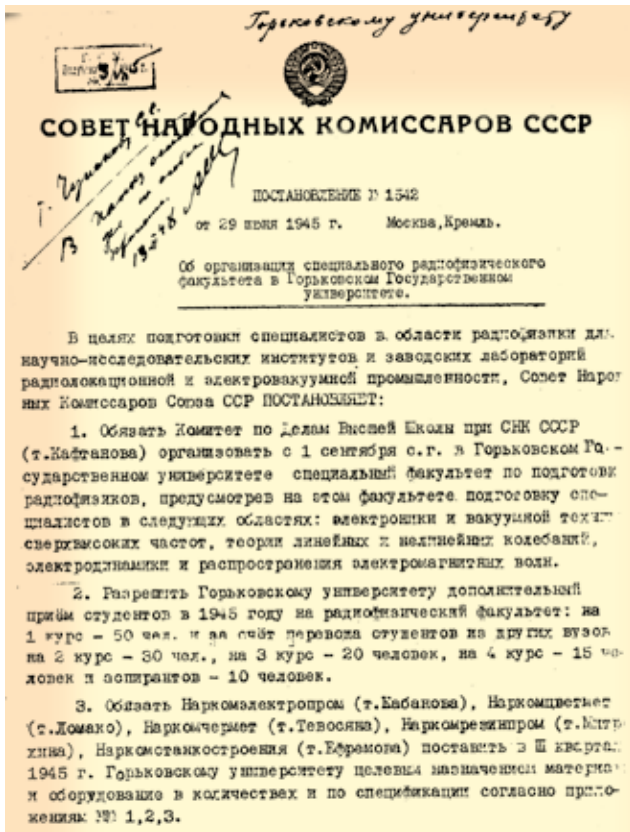 Горьковскому университету
СОВЕТ НАРОДНЫХ КОМИССАРОВ СССР
ПОСТАНОВЛЕНИЕ № 1542
от 29 июня 1945 г. Москва, Кремль.
Об организации специального радиофизического
факультета в Горьковском Государственном
университете.
В целях подготовки специалистов в области радиофизики для
научно-исследовательских институтов и заводских лабораторий
радиолокационной и электровакуумной промышленности, Совет Народ
ных Комиссаров Союза ССР ПОСТАНОВЛЯЕТ:
1. Обязать Комитет по Делам Высшей Школы при СНК СССР
(т.Кафтанова) организовать с 1 сентября с.г. в Горьковском Го-
сударственном университете специальный факультет по подготовк
радиофизиков, предусмотрев на этом факультете подготовку спе-
циалистов в следующих областях: электроники и вакуумной техни
сверхвысоких частот, теории линейных и нелинейных колебаний,
электродинамики и распространения электромагнитных волн.
2. Разрешить Горьковскому университету дополнительный
приём студентов в 1945 году на радиофизический факультет: на
1 курс - 50 чел. и за счёт перевода студентов из других вузов
на 2 курс - 30 чел., на 3 курс - 20 человек, на 4 курс - 15 че-
ловек и аспирантов - 10 человек.
3. Обязать Наркомэлектропром (т.Кабанова), Наркомцветмет
(т.Ломако), Наркомчермет (т.Тевосяна), Наркомрезинпром (т.Митр
хина), Наркомстанкостроения (т.Ефремова) поставить в III квартал
1945 г. Горьковскому университету целевым назначением материа
и оборудование в количествах и по спецификации согласно прило-
жениям №№ 1,2,3.